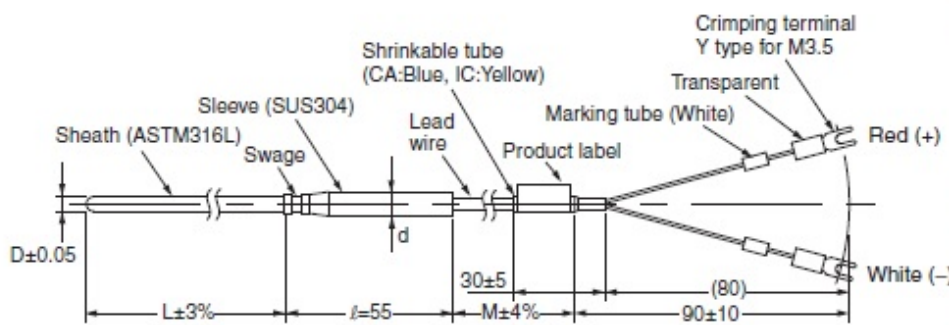 Crimping terminal
Y type for M3.5
Shrinkable tube
(CA:Blue, IC:Yellow)
Transparent
Sleeve (SUS304)
Marking tube (White)
Sheath (ASTM316L)
Lead
wire
Red (+)
Swage
Product label
D±0.05
d
30±5
(80)
White (–)
L±3%
ℓ=55
M±4%
90±10